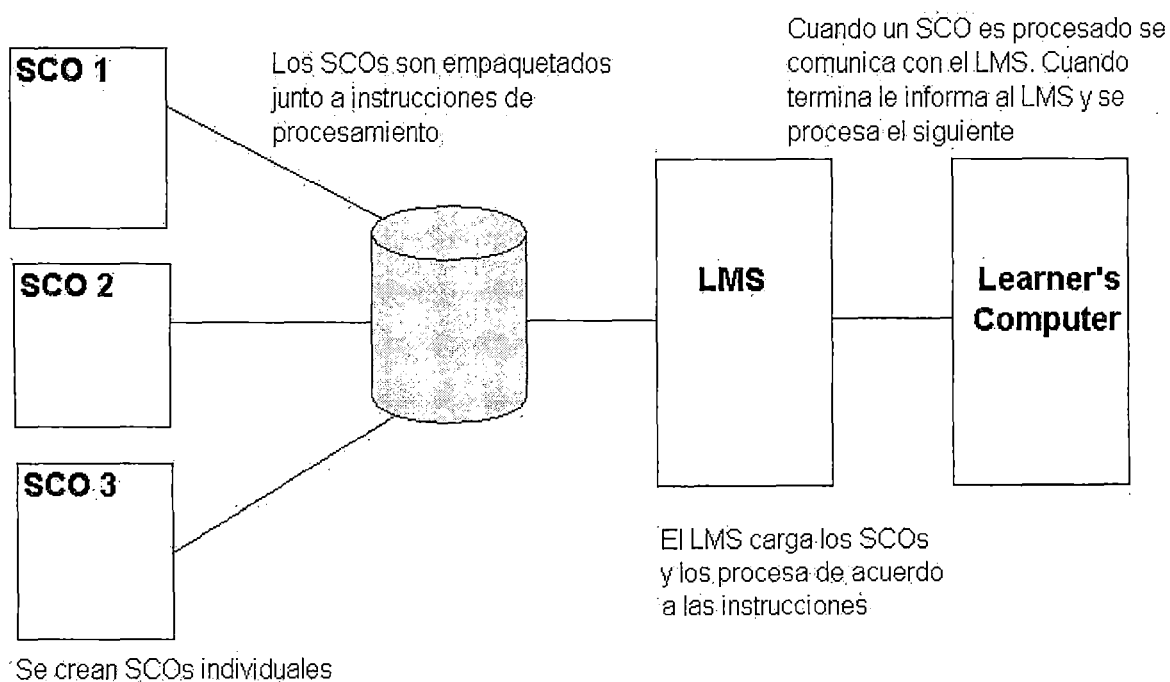 SCO 1
Los SCOs son empaquetados
junto a instrucciones de
procesamiento
Cuando un SCO es procesado se
comunica con el LMS. Cuando
termina le informa al LMS y se
procesa el siguiente
SCO 2
LMS
Learner's
Computer
SCO 3
El LMS carga los SCOs
y los procesa de acuerdo
a las instrucciones
Se crean SCOs individuales